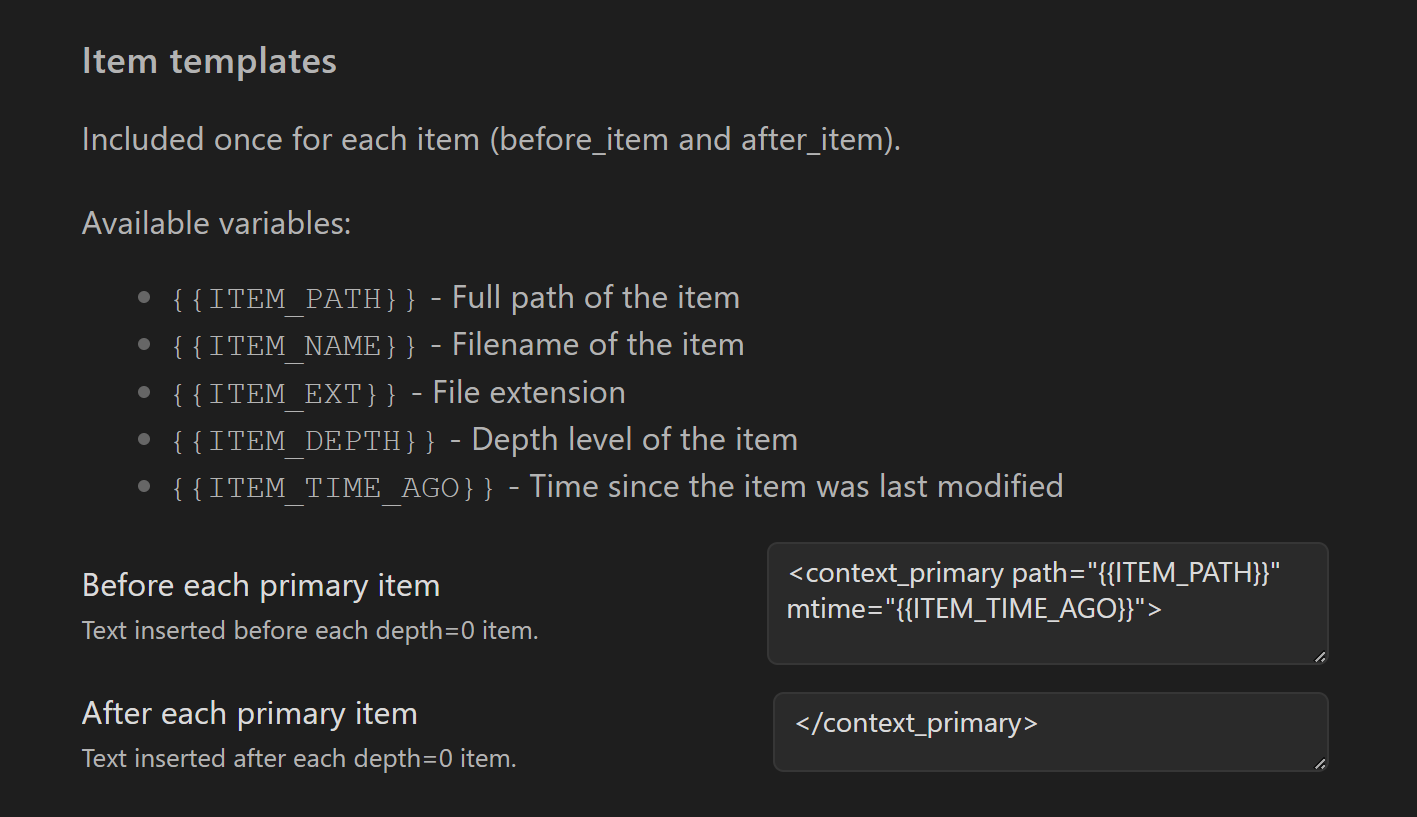 Item templates
Included once for each item (before_item and after_item).
Available variables:
{{ITEM_PATH}} - Full path of the item
{{ITEM_NAME}} - Filename of the item
{{ITEM_EXT}} - File extension
{{ITEM_DEPTH}} - Depth level of the item
{{ITEM_TIME_AGO}} - Time since the item was last modified
Before each primary item
Text inserted before each depth=0 item.
<context_primary path="{{ITEM_PATH}}"
mtime="{{ITEM_TIME_AGO}}">
After each primary item
Text inserted after each depth=0 item.
</context_primary>